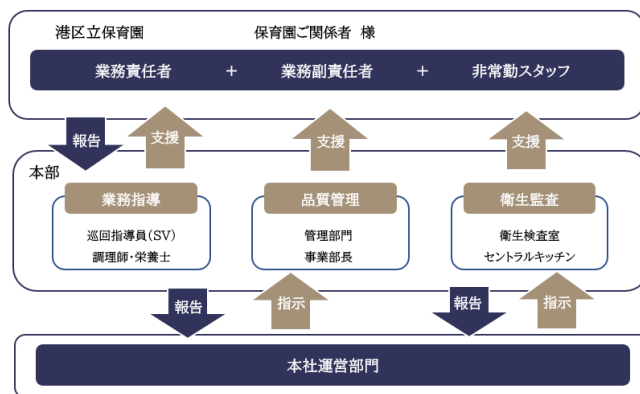 港区立保育園 保育園ご関係者 様
業務責任者 + 業務副責任者 + 非常勤スタッフ
報告 支援 支援 支援
本部
業務指導 品質管理 衛生監査
巡回指導員(SV) 管理部門 衛生検査室
調理師・栄養士 事業部長 セントラルキッチン
報告 指示 報告 指示
本社運営部門